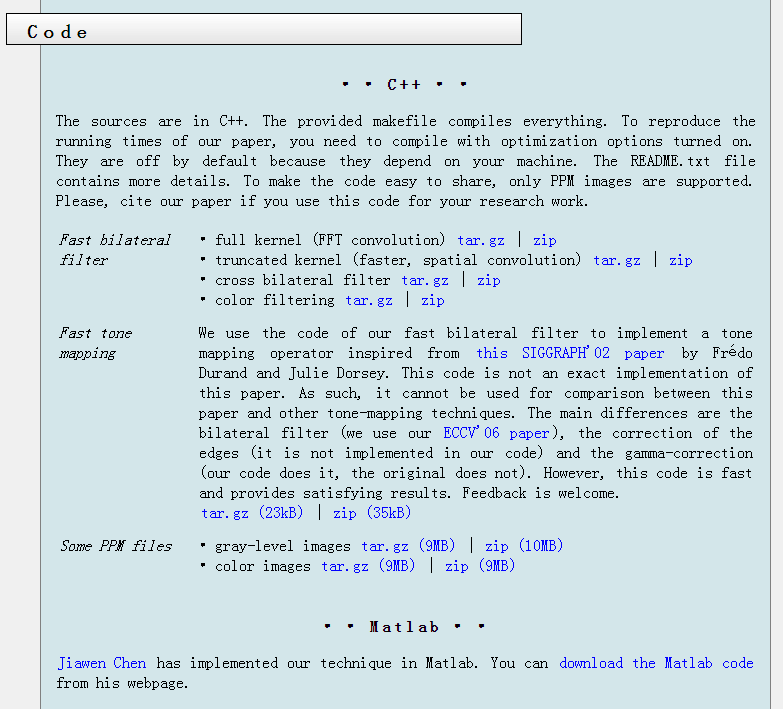 Code
• • C++ • •
The sources are in C++. The provided makefile compiles everything. To reproduce the
running times of our paper, you need to compile with optimization options turned on.
They are off by default because they depend on your machine. The README.txt file
contains more details. To make the code easy to share, only PPM images are supported.
Please, cite our paper if you use this code for your research work.
Fast bilateral filter
• full kernel (FFT convolution) tar.gz | zip
• truncated kernel (faster, spatial convolution) tar.gz | zip
• cross bilateral filter tar.gz | zip
• color filtering tar.gz | zip
Fast tone mapping
We use the code of our fast bilateral filter to implement a tone
mapping operator inspired from this SIGGRAPH'02 paper by Frédo
Durand and Julie Dorsey. This code is not an exact implementation of
this paper. As such, it cannot be used for comparison between this
paper and other tone-mapping techniques. The main differences are the
bilateral filter (we use our ECCV'06 paper), the correction of the
edges (it is not implemented in our code) and the gamma-correction
(our code does it, the original does not). However, this code is fast
and provides satisfying results. Feedback is welcome.
tar.gz (23kB) | zip (35kB)
Some PPM files
• gray-level images tar.gz (9MB) | zip (10MB)
• color images tar.gz (9MB) | zip (9MB)
• • Matlab • •
Jiawen Chen has implemented our technique in Matlab. You can download the Matlab code
from his webpage.